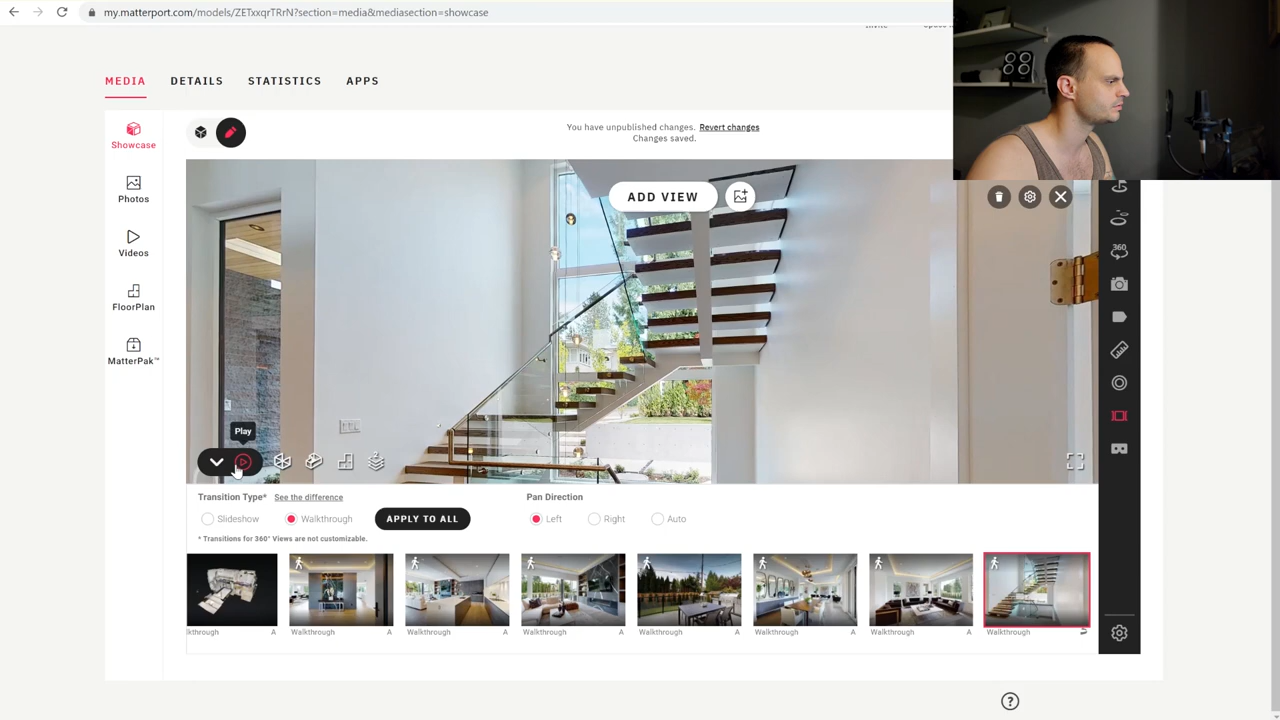 my.matterport.com/models/ZETxxqrTRrN?section=media&mediasection=showcase
MEDIA
DETAILS
STATISTICS
APPS
Showcase
Photos
Videos
FloorPlan
MatterPak™
You have unpublished changes. Revert changes
Changes saved.
ADD VIEW
360
Play
Transition Type* See the difference
Slideshow
Walkthrough
APPLY TO ALL
Pan Direction
Left
Right
Auto
* Transitions for 360° Views are not customizable.
lkthrough A
Walkthrough A
Walkthrough A
Walkthrough A
Walkthrough A
Walkthrough A
Walkthrough A
Walkthrough
?